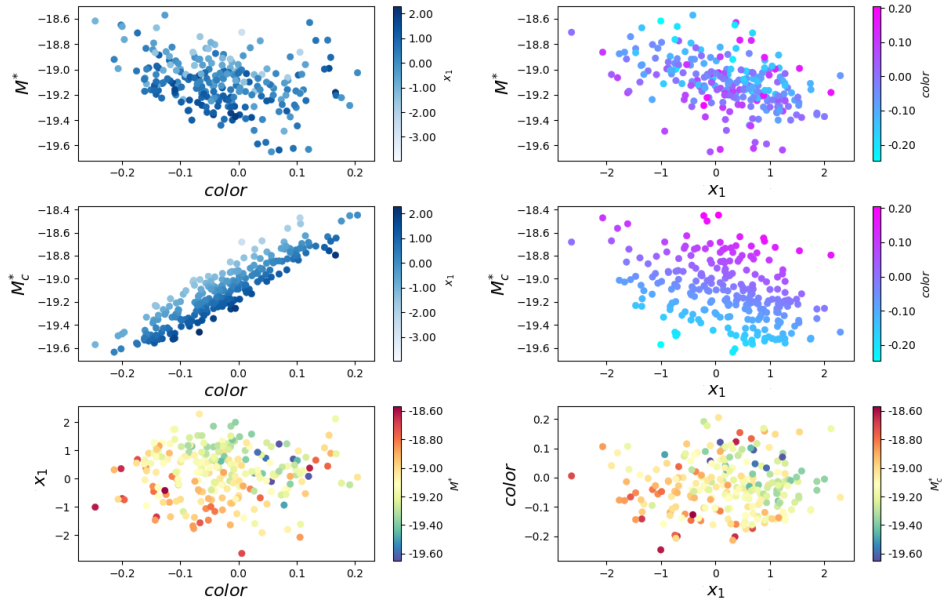 −18.6
−18.8
−19.0
−19.2
−19.4
−19.6
M*
−0.2 −0.1 0.0 0.1 0.2
color
2.00
1.00
0.00
−1.00
−2.00
−3.00
x₁
−18.6
−18.8
−19.0
−19.2
−19.4
−19.6
M*
−2 −1 0 1 2
x₁
0.20
0.10
0.00
−0.10
−0.20
color
−18.4
−18.6
−18.8
−19.0
−19.2
−19.4
−19.6
M*c
−0.2 −0.1 0.0 0.1 0.2
color
2.00
1.00
0.00
−1.00
−2.00
−3.00
x₁
−18.4
−18.6
−18.8
−19.0
−19.2
−19.4
−19.6
M*c
−2 −1 0 1 2
x₁
0.20
0.10
0.00
−0.10
−0.20
color
2
1
0
−1
−2
x₁
−0.2 −0.1 0.0 0.1 0.2
color
−18.60
−18.80
−19.00
−19.20
−19.40
−19.60
M*
0.2
0.1
0.0
−0.1
−0.2
color
−2 −1 0 1 2
x₁
−18.60
−18.80
−19.00
−19.20
−19.40
−19.60
M*c